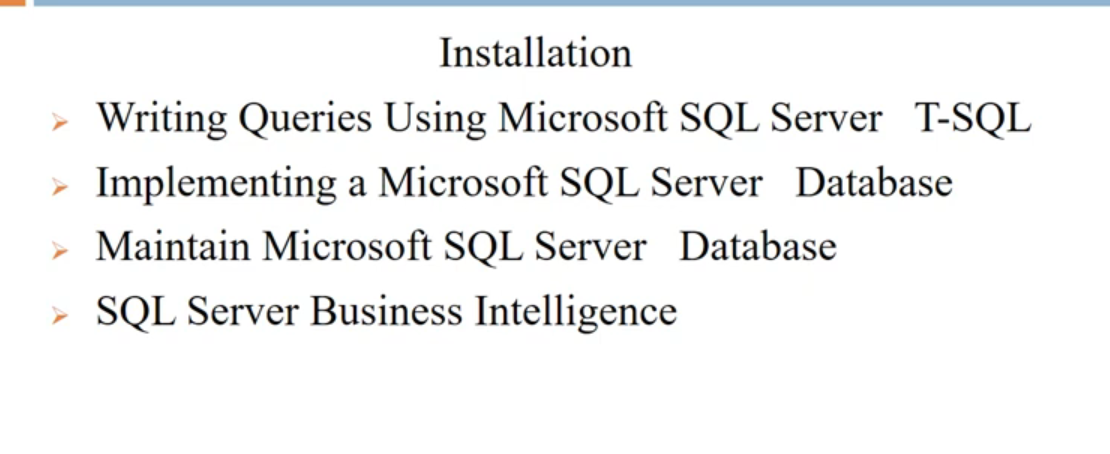 Installation
Writing Queries Using Microsoft SQL Server T-SQL
Implementing a Microsoft SQL Server Database
Maintain Microsoft SQL Server Database
SQL Server Business Intelligence